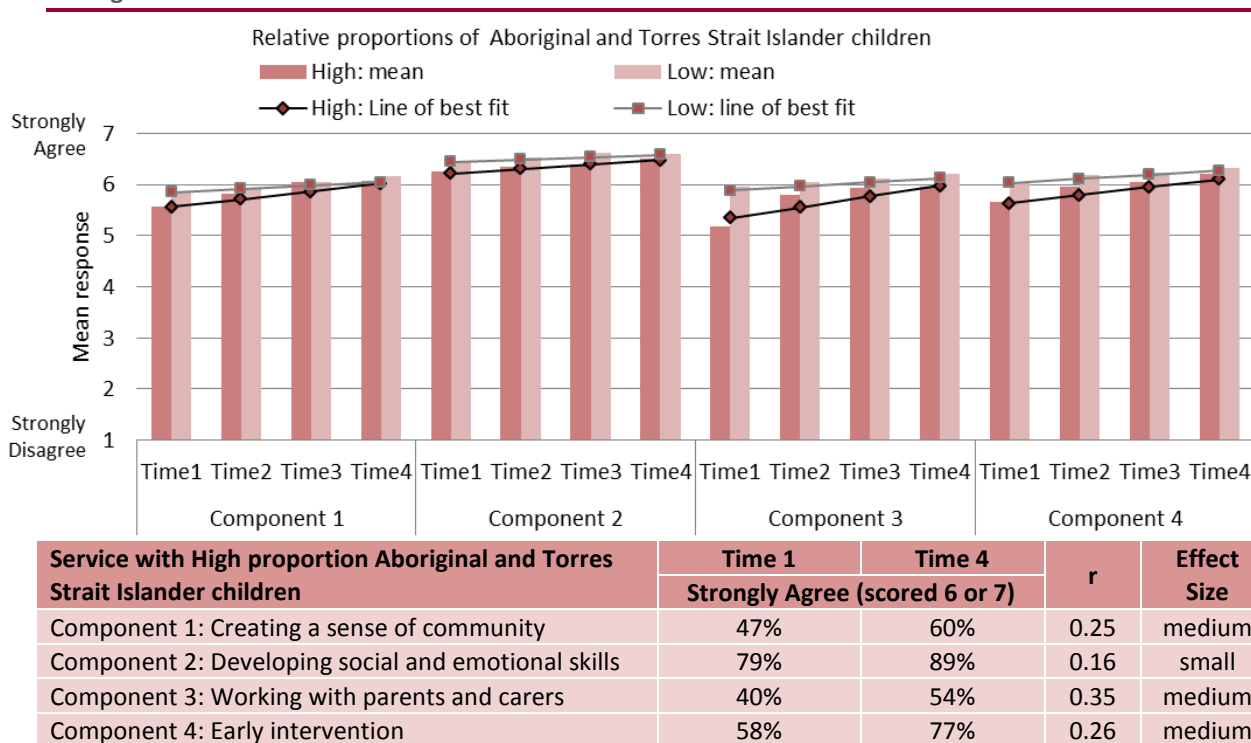 Relative proportions of Aboriginal and Torres Strait Islander children
High: mean
Low: mean
High: Line of best fit
Low: line of best fit
Strongly
Agree
7
6
5
4
3
2
1
Strongly
Disagree
Mean response
Time1 Time2 Time3 Time4 Time1 Time2 Time3 Time4 Time1 Time2 Time3 Time4 Time1 Time2 Time3 Time4
Component 1 Component 2 Component 3 Component 4
Service with High proportion Aboriginal and Torres
Strait Islander children
Time 1 Time 4 r Effect
Size
Strongly Agree (scored 6 or 7)
Component 1: Creating a sense of community 47% 60% 0.25 medium
Component 2: Developing social and emotional skills 79% 89% 0.16 small
Component 3: Working with parents and carers 40% 54% 0.35 medium
Component 4: Early intervention 58% 77% 0.26 medium